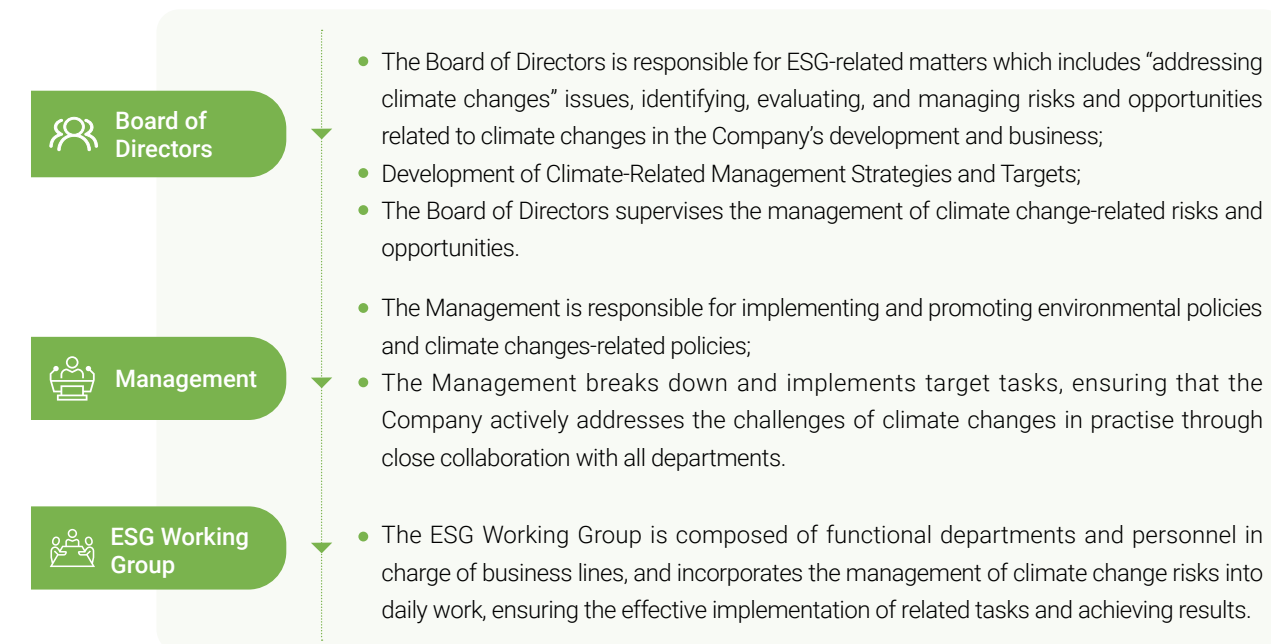 Board of
Directors
• The Board of Directors is responsible for ESG-related matters which includes “addressing
climate changes” issues, identifying, evaluating, and managing risks and opportunities
related to climate changes in the Company’s development and business;
• Development of Climate-Related Management Strategies and Targets;
• The Board of Directors supervises the management of climate change-related risks and
opportunities.
Management
• The Management is responsible for implementing and promoting environmental policies
and climate changes-related policies;
• The Management breaks down and implements target tasks, ensuring that the
Company actively addresses the challenges of climate changes in practise through
close collaboration with all departments.
ESG Working
Group
• The ESG Working Group is composed of functional departments and personnel in
charge of business lines, and incorporates the management of climate change risks into
daily work, ensuring the effective implementation of related tasks and achieving results.